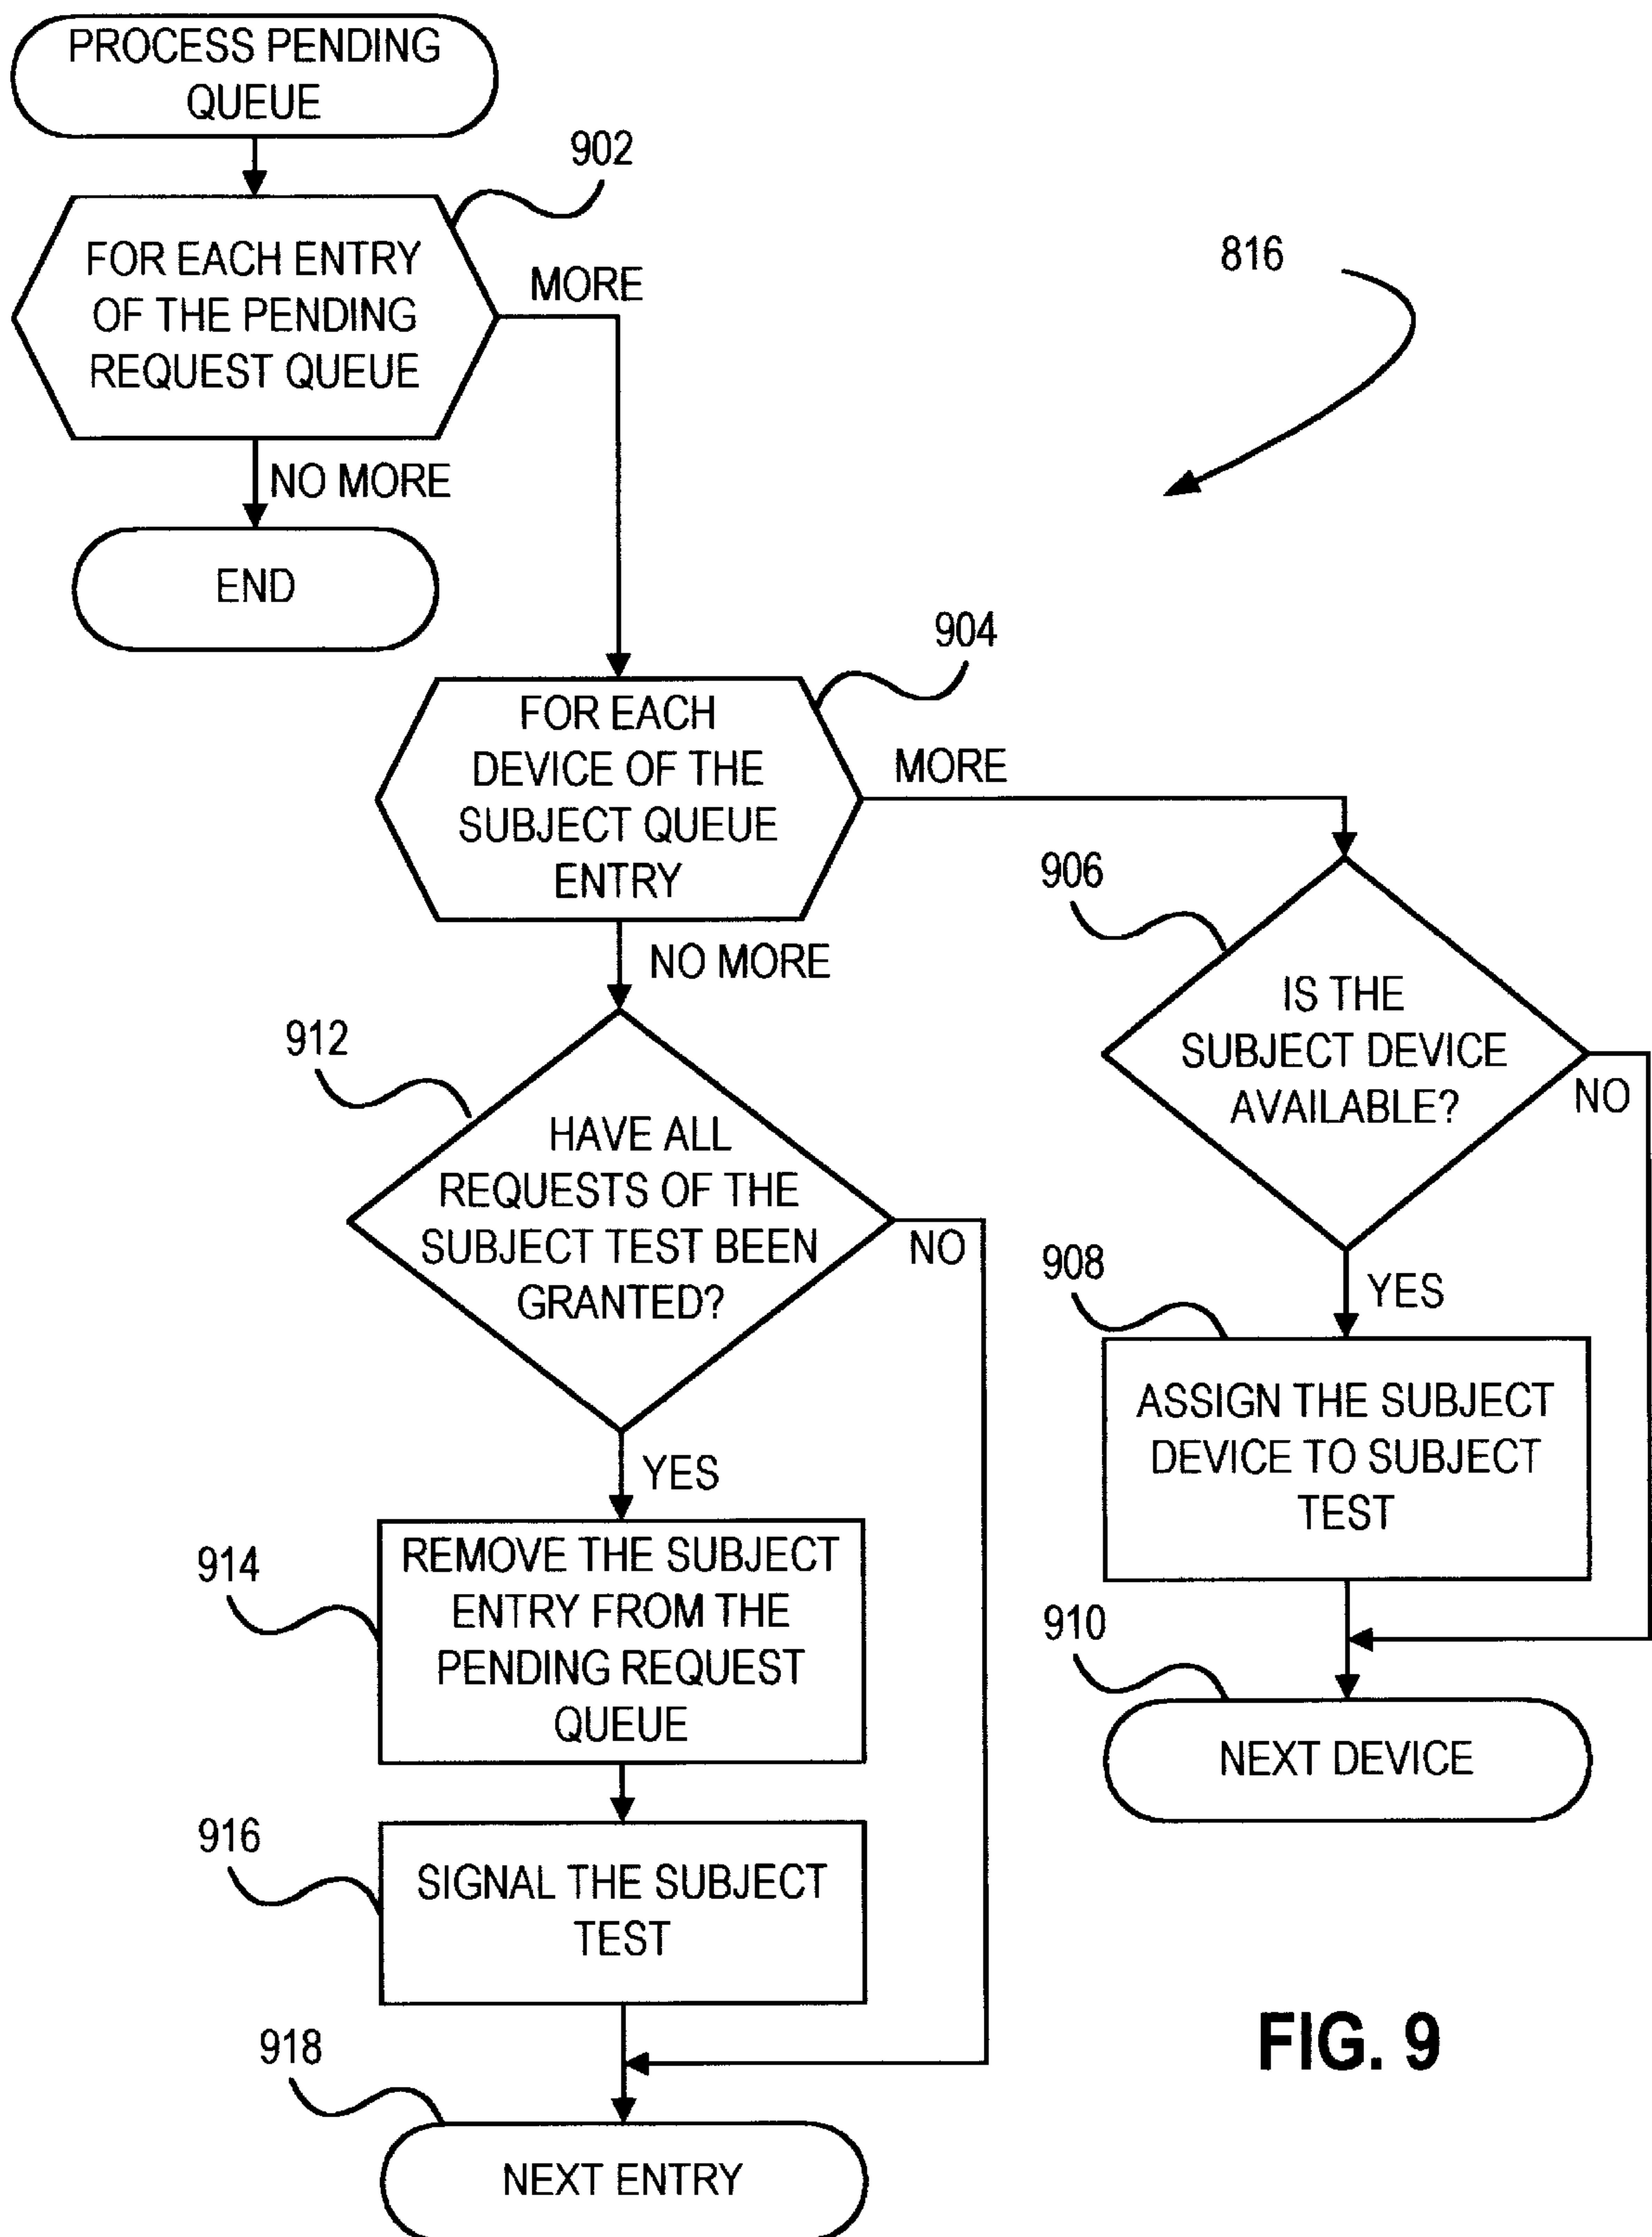 PROCESS PENDING
QUEUE
902
FOR EACH ENTRY
OF THE PENDING
REQUEST QUEUE
MORE
816
NO MORE
END
904
FOR EACH
DEVICE OF THE
SUBJECT QUEUE
ENTRY
MORE
906
NO MORE
IS THE
SUBJECT DEVICE
AVAILABLE?
NO
912
HAVE ALL
REQUESTS OF THE
SUBJECT TEST BEEN
GRANTED?
NO
908
YES
ASSIGN THE SUBJECT
DEVICE TO SUBJECT
TEST
YES
914
REMOVE THE SUBJECT
ENTRY FROM THE
PENDING REQUEST
QUEUE
910
NEXT DEVICE
916
SIGNAL THE SUBJECT
TEST
FIG. 9
918
NEXT ENTRY